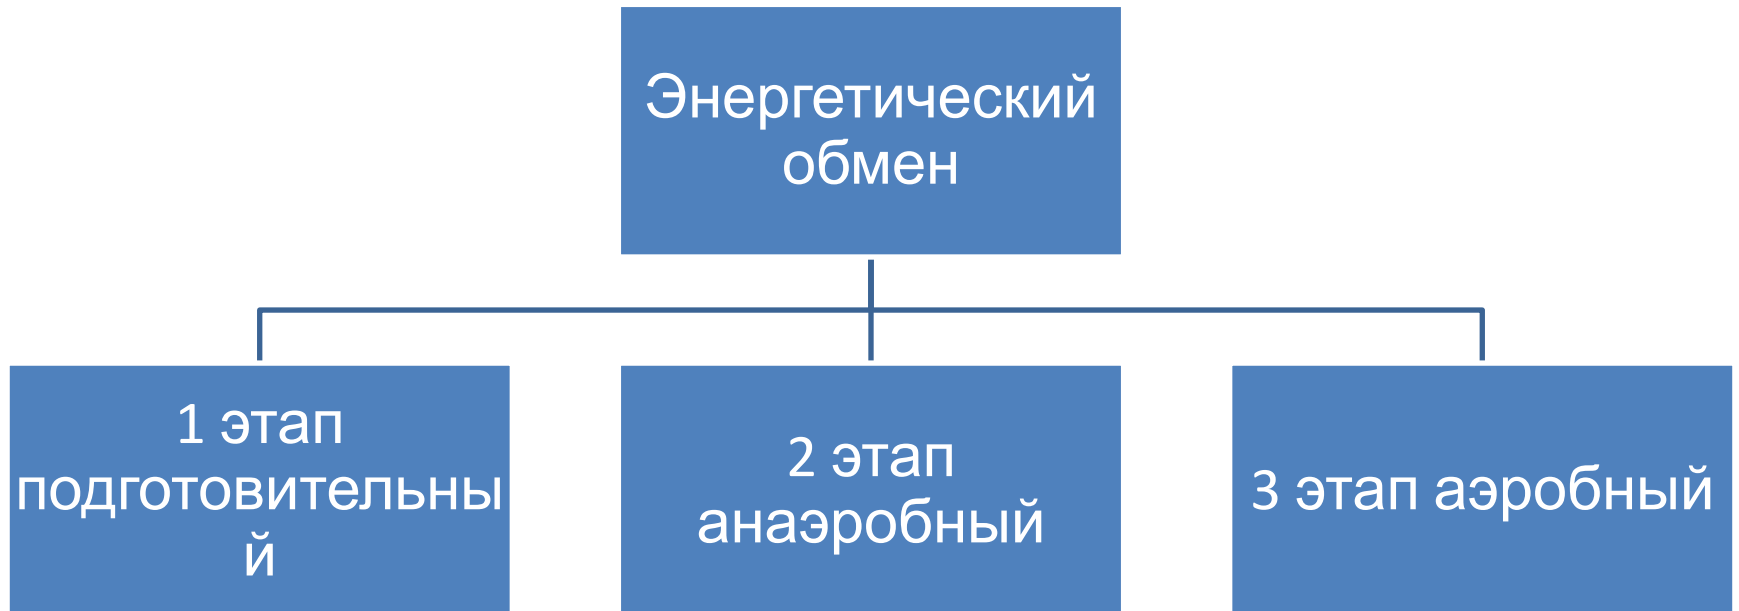 Энергетический
обмен
1 этап
подготовительны
й
2 этап
анаэробный
3 этап аэробный